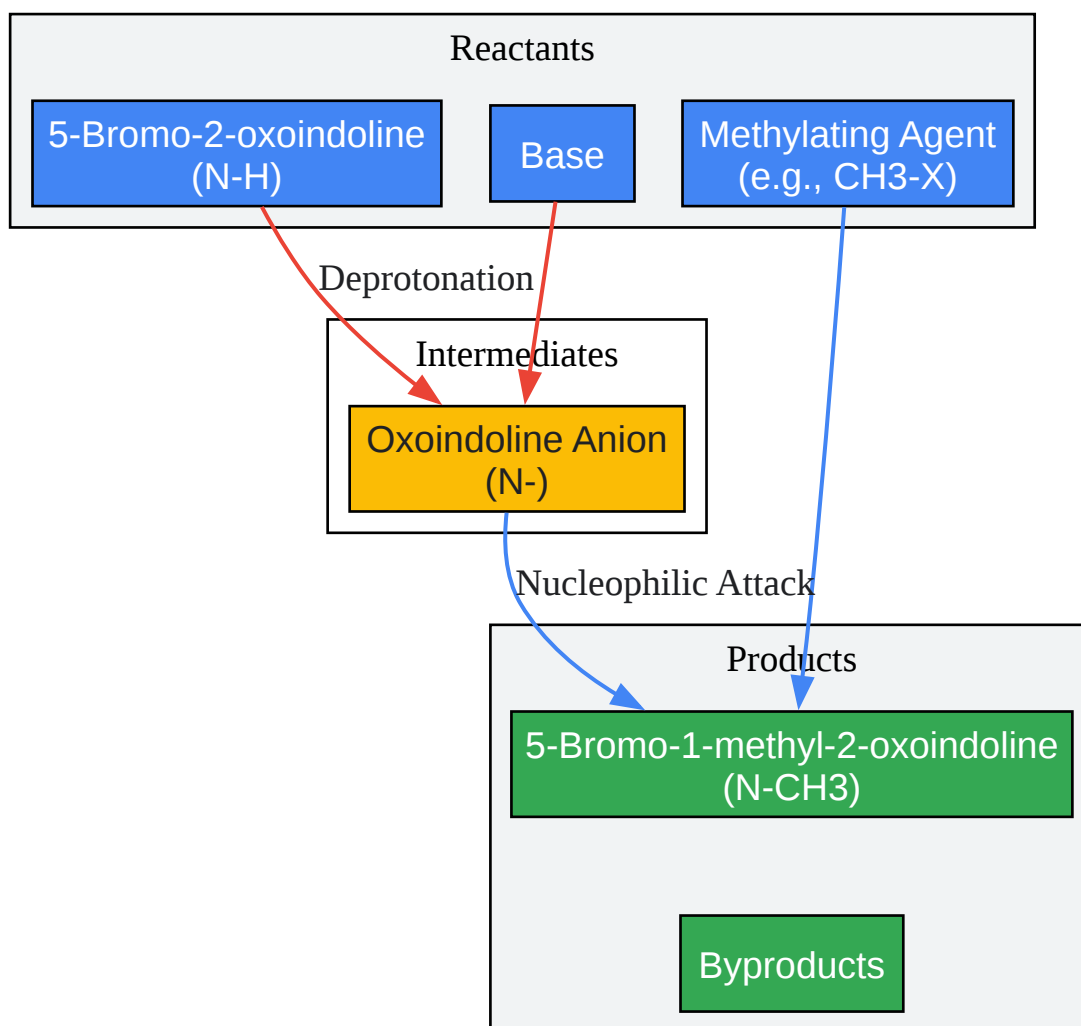 Reactants
5-Bromo-2-oxoindoline
(N-H)
Base
Methylating Agent
(e.g., CH3-X)
Deprotonation
Intermediates
Oxoindoline Anion
(N-)
Nucleophilic Attack
Products
5-Bromo-1-methyl-2-oxoindoline
(N-CH3)
Byproducts